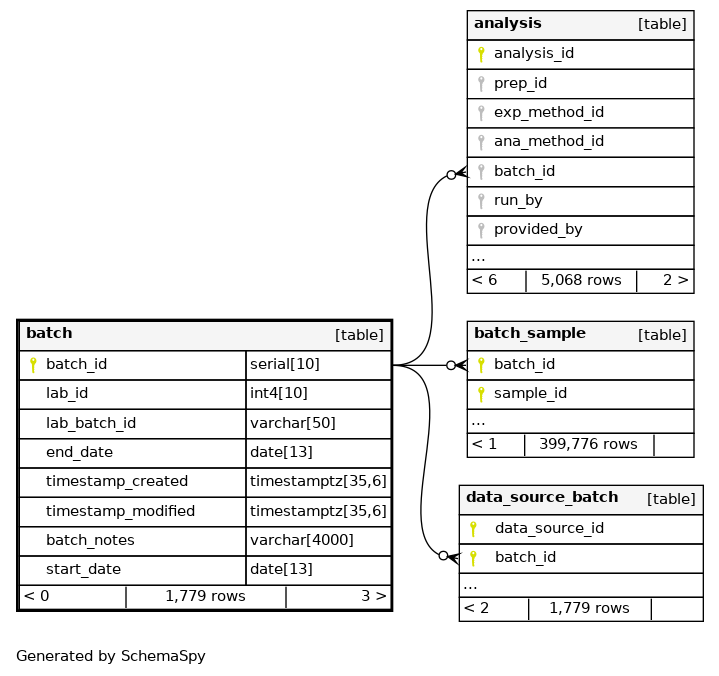 analysis [table]
analysis_id
prep_id
exp_method_id
ana_method_id
batch_id
run_by
provided_by
...
< 6 5,068 rows 2 >
batch [table]
batch_id serial[10]
lab_id int4[10]
lab_batch_id varchar[50]
end_date date[13]
timestamp_created timestamptz[35,6]
timestamp_modified timestamptz[35,6]
batch_notes varchar[4000]
start_date date[13]
< 0 1,779 rows 3 >
batch_sample [table]
batch_id
sample_id
...
< 1 399,776 rows
data_source_batch [table]
data_source_id
batch_id
...
< 2 1,779 rows
Generated by SchemaSpy